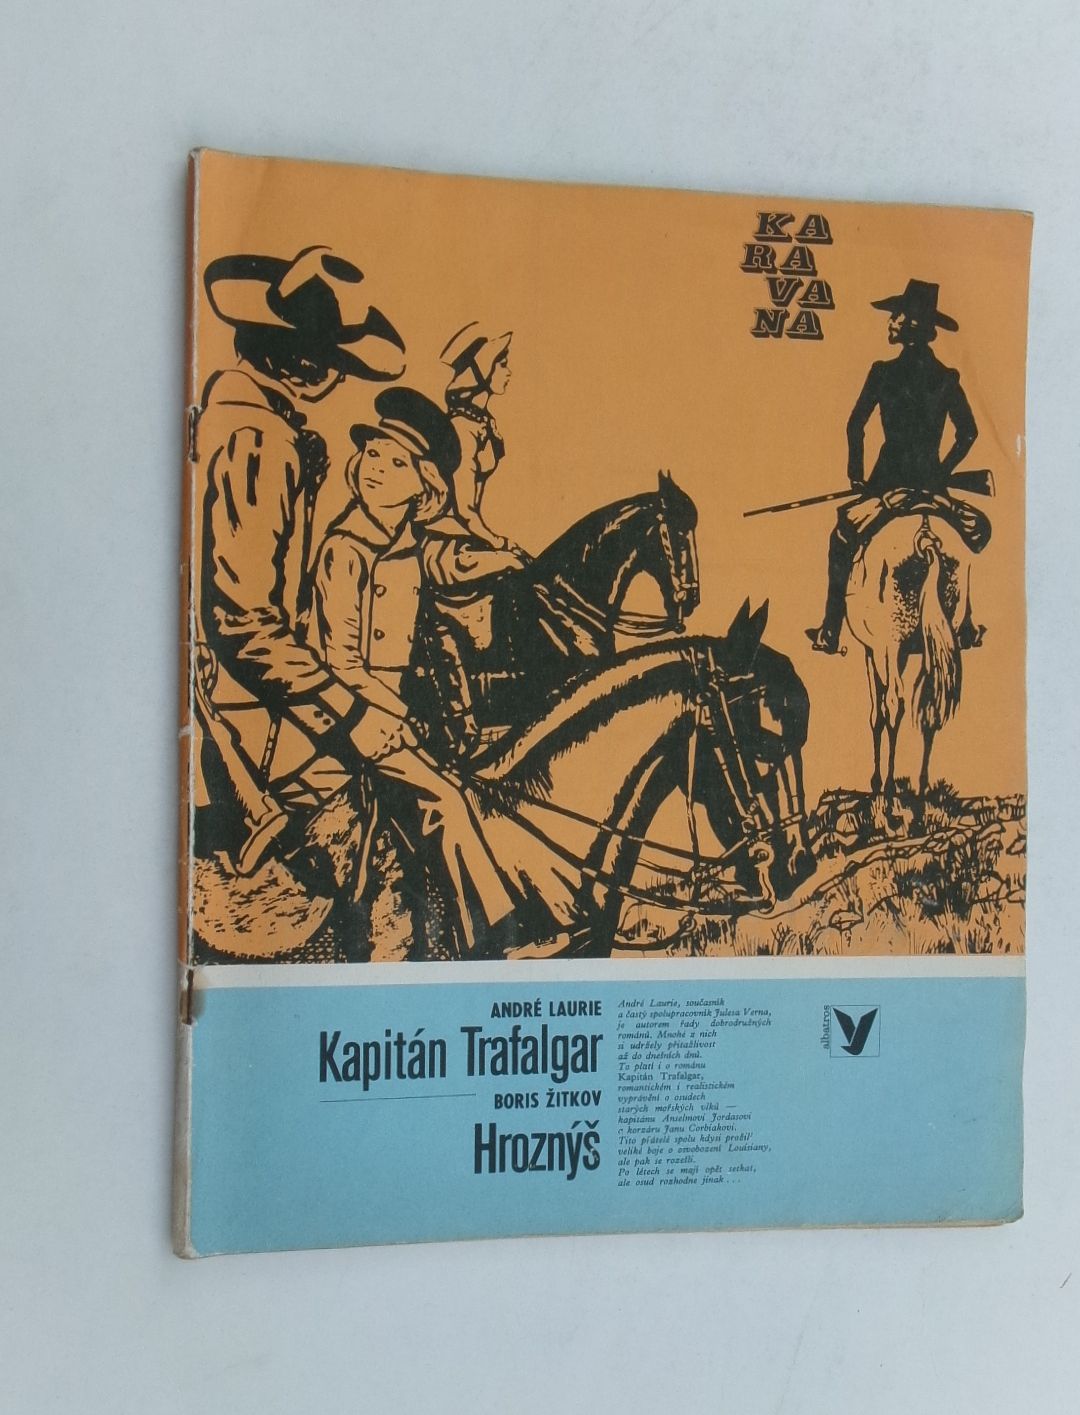 KA
RA
VA
NA
ANDRÉ LAURIE
Kapitán Trafalgar
BORIS ŽITKOV
Hroznýš
André Laurie, současník
a častý spolupracovník Julesa Verna,
je autorem řady dobrodružných
románů. Mnohé z nich
si udržely přitažlivost
až do dnešních dnů.
To platí i o románu
Kapitán Trafalgar,
romantickém i realistickém
vyprávění o osudech
starých mořských vlků —
kapitánu Anselmovi Jordasovi
a korzáru Janu Corbiakovi.
Tito přátelé spolu kdysi prožili
veliké boje o osvobození Louisiany,
ale pak se rozešli.
Po létech se mají opět setkat,
ale osud rozhodne jinak . . .
albatros